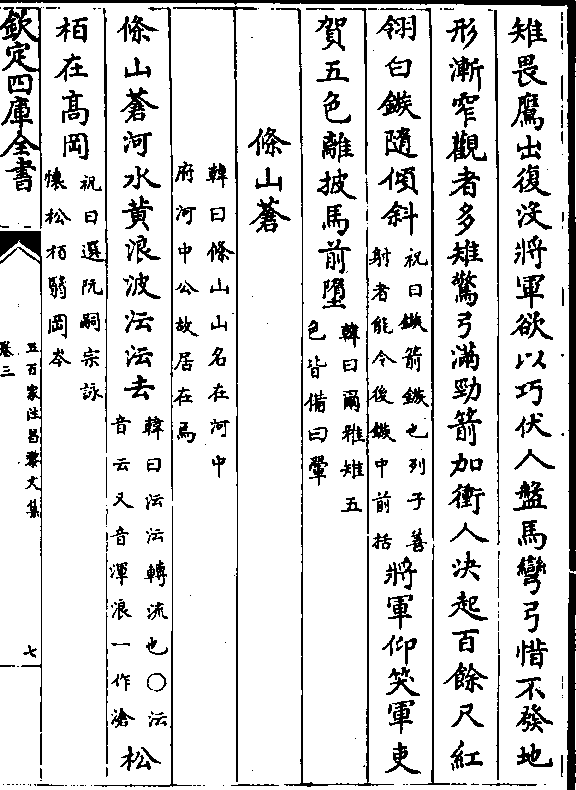 雉畏鷹出復没將軍欲以巧伏人盤馬彎弓惜不發地
形漸窄觀者多雉驚弓滿勁箭加衝人決起百餘尺紅
翎白鏃隨傾斜祝曰鏃箭鏃也列子善射者能令後鏃中前括將軍仰笑軍吏
賀五色離披馬前墮韓曰爾雅雉五色皆備曰翬
條山蒼
韓曰條山山名在河中府河中公故居在焉
條山蒼河水黄浪波沄沄去韓曰沄沄轉流也○沄音云又音渾浪一作滄松
栢在髙岡祝曰選阮嗣宗詠懐松栢翳岡岑
欽定四庫全書
五百家注昌黎文集
卷三
七